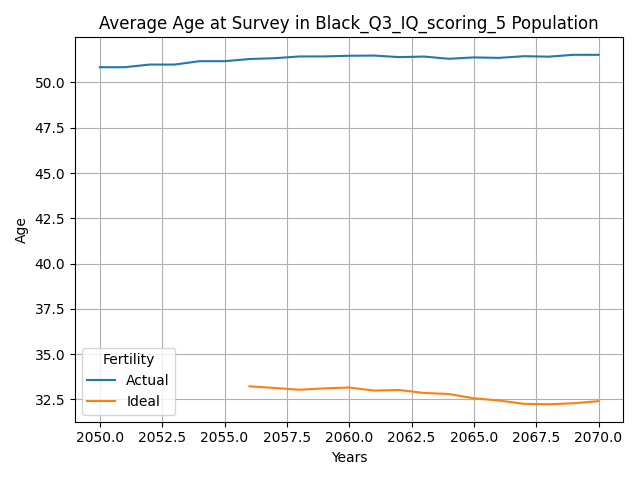 Average Age at Survey in Black_Q3_IQ_scoring_5 Population
Age
50.0
47.5
45.0
42.5
40.0
37.5
35.0
32.5
Fertility
Actual
Ideal
2050.0 2052.5 2055.0 2057.5 2060.0 2062.5 2065.0 2067.5 2070.0
Years